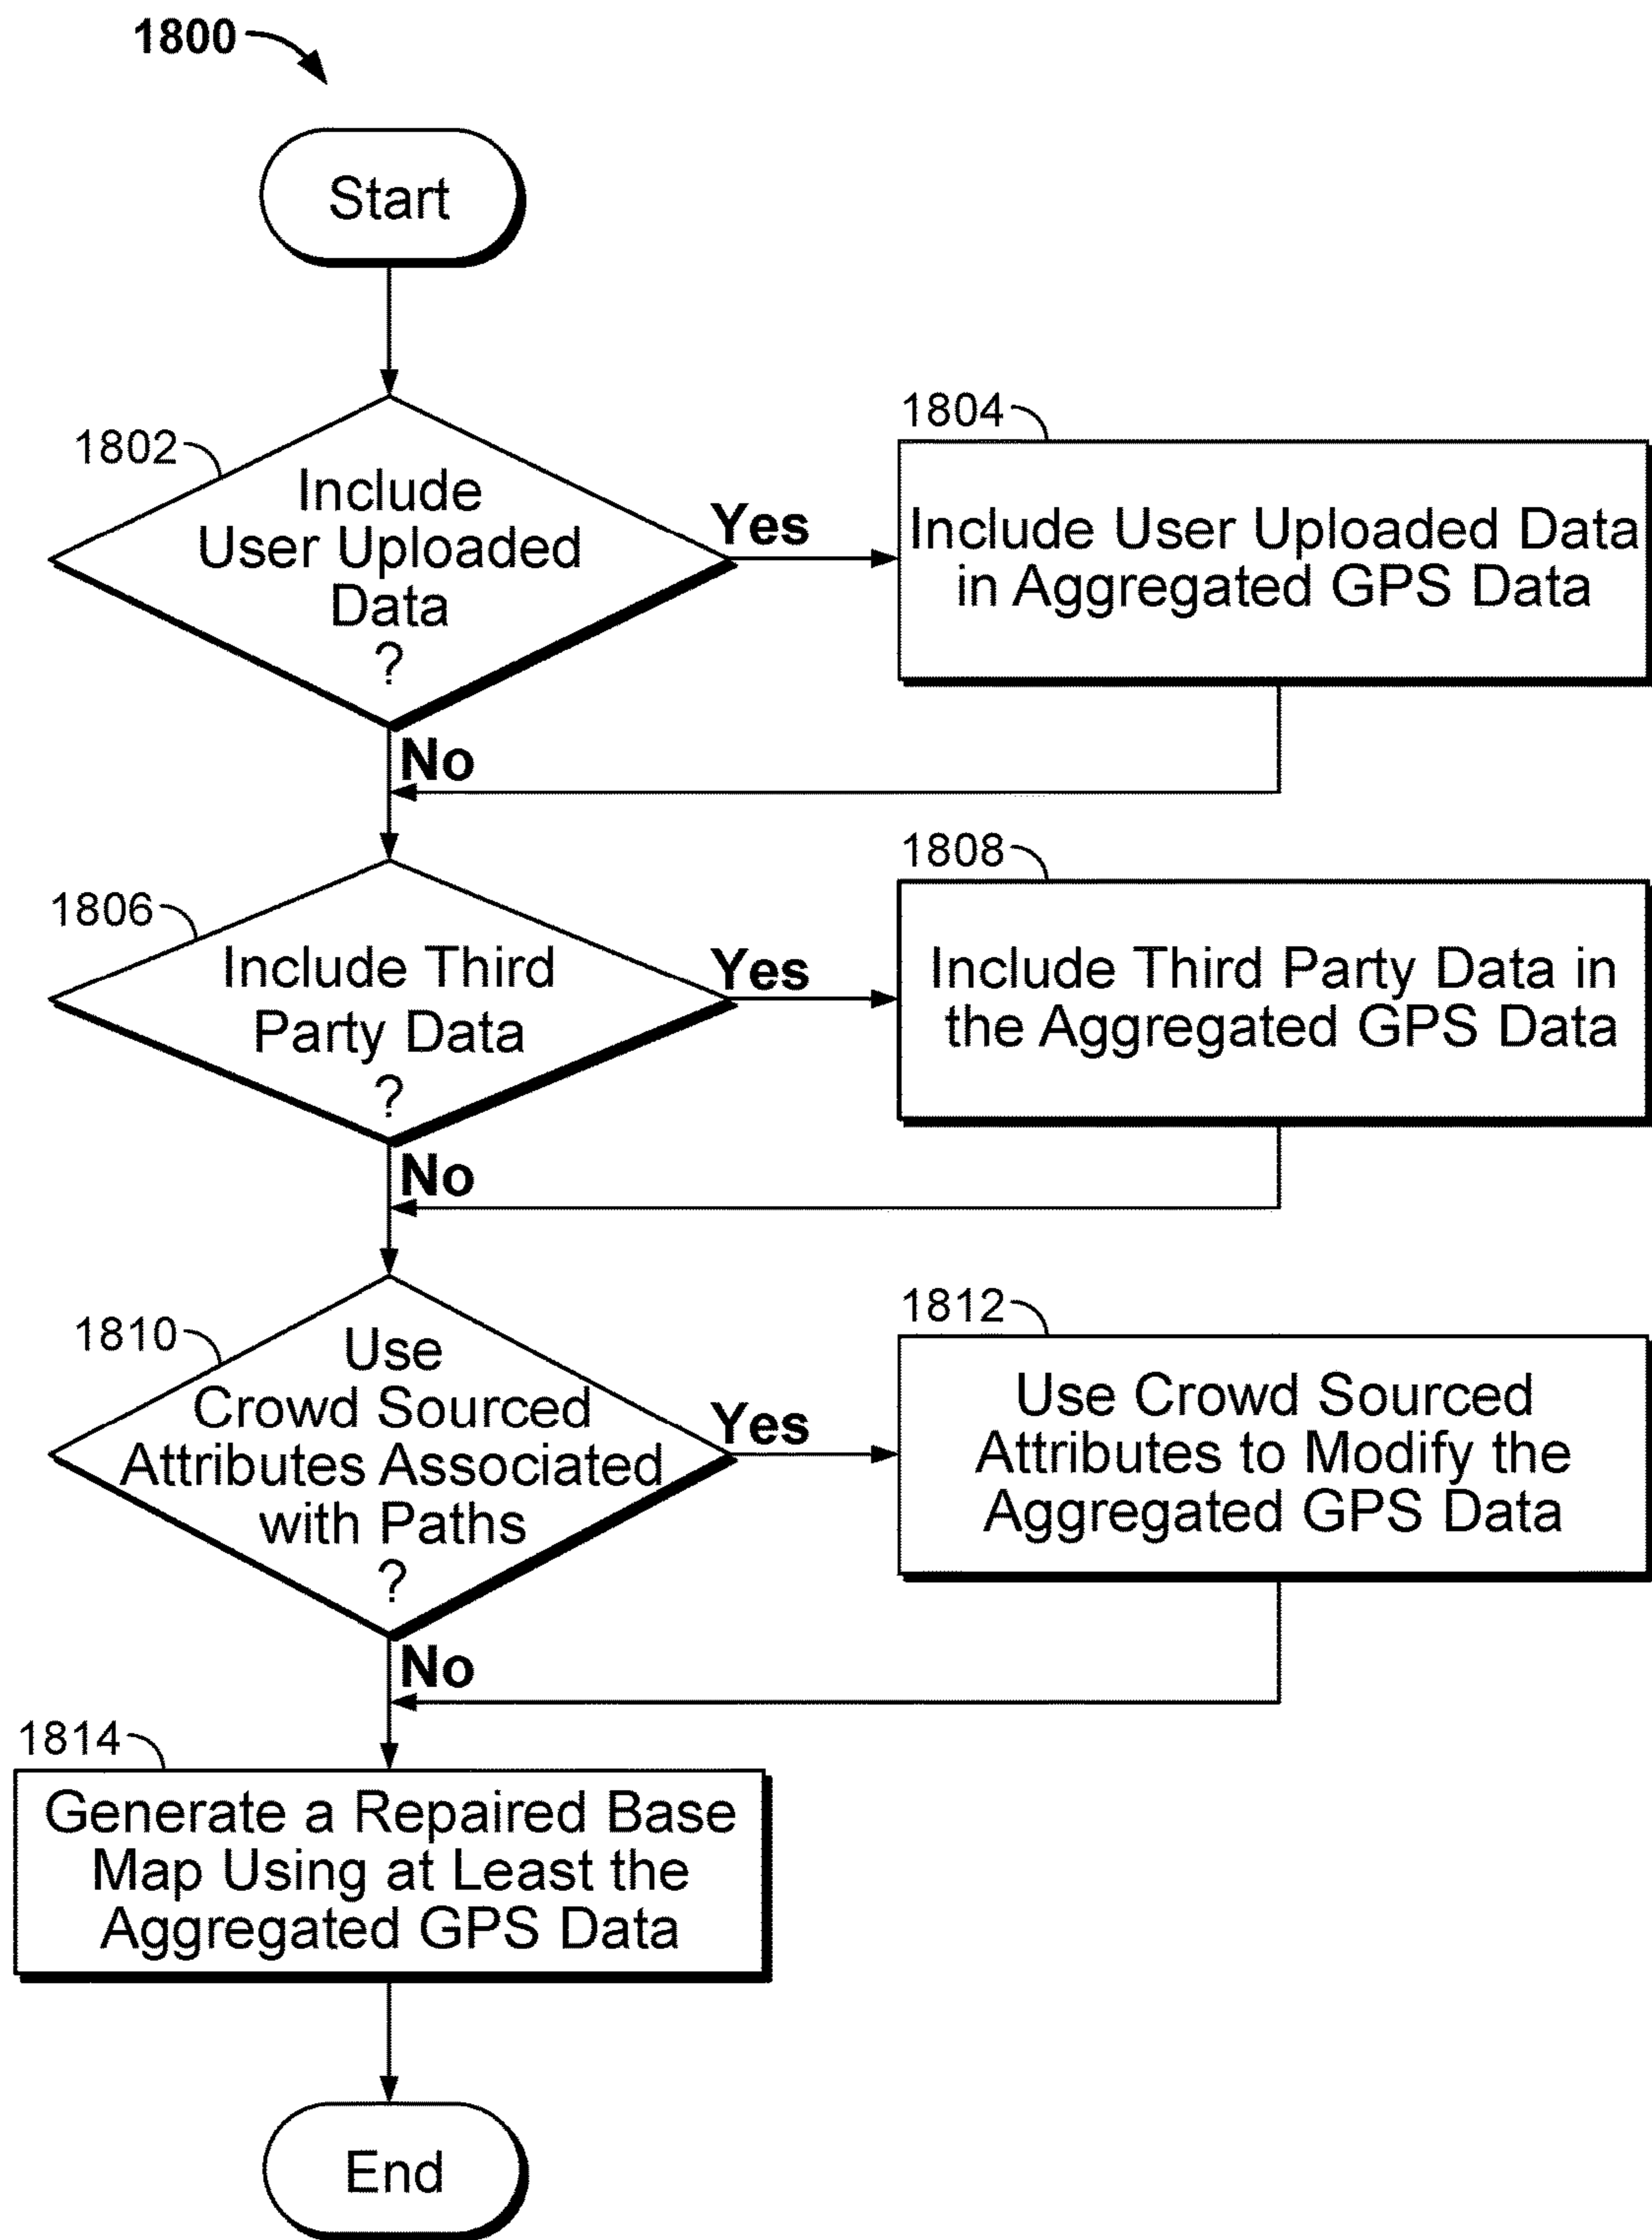 1800
Start
1802
Include
User Uploaded
Data
?
Yes
1804
Include User Uploaded Data
in Aggregated GPS Data
No
1806
Include Third
Party Data
?
Yes
1808
Include Third Party Data in
the Aggregated GPS Data
No
1810
Use
Crowd Sourced
Attributes Associated
with Paths
?
Yes
1812
Use Crowd Sourced
Attributes to Modify the
Aggregated GPS Data
No
1814
Generate a Repaired Base
Map Using at Least the
Aggregated GPS Data
End